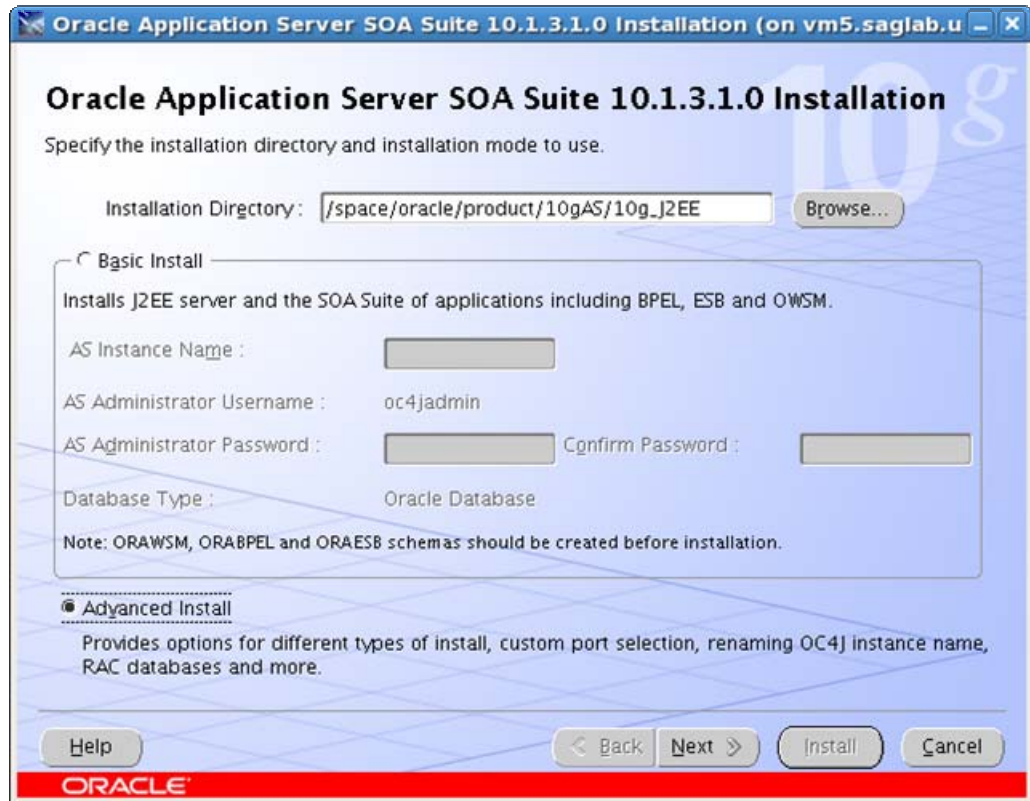 Oracle Application Server SOA Suite 10.1.3.1.0 Installation (on vm5.saglab.u
10g
Oracle Application Server SOA Suite 10.1.3.1.0 Installation
Specify the installation directory and installation mode to use.
Installation Directory : /space/oracle/product/10gAS/10g_J2EE Browse...
Basic Install
Installs J2EE server and the SOA Suite of applications including BPEL, ESB and OWSM.
AS Instance Name :
AS Administrator Username : oc4jadmin
AS Administrator Password : Confirm Password :
Database Type : Oracle Database
Note: ORAWSM, ORABPEL and ORAESB schemas should be created before installation.
Advanced Install
Provides options for different types of install, custom port selection, renaming OC4J instance name,
RAC databases and more.
Help Back Next Install Cancel
ORACLE